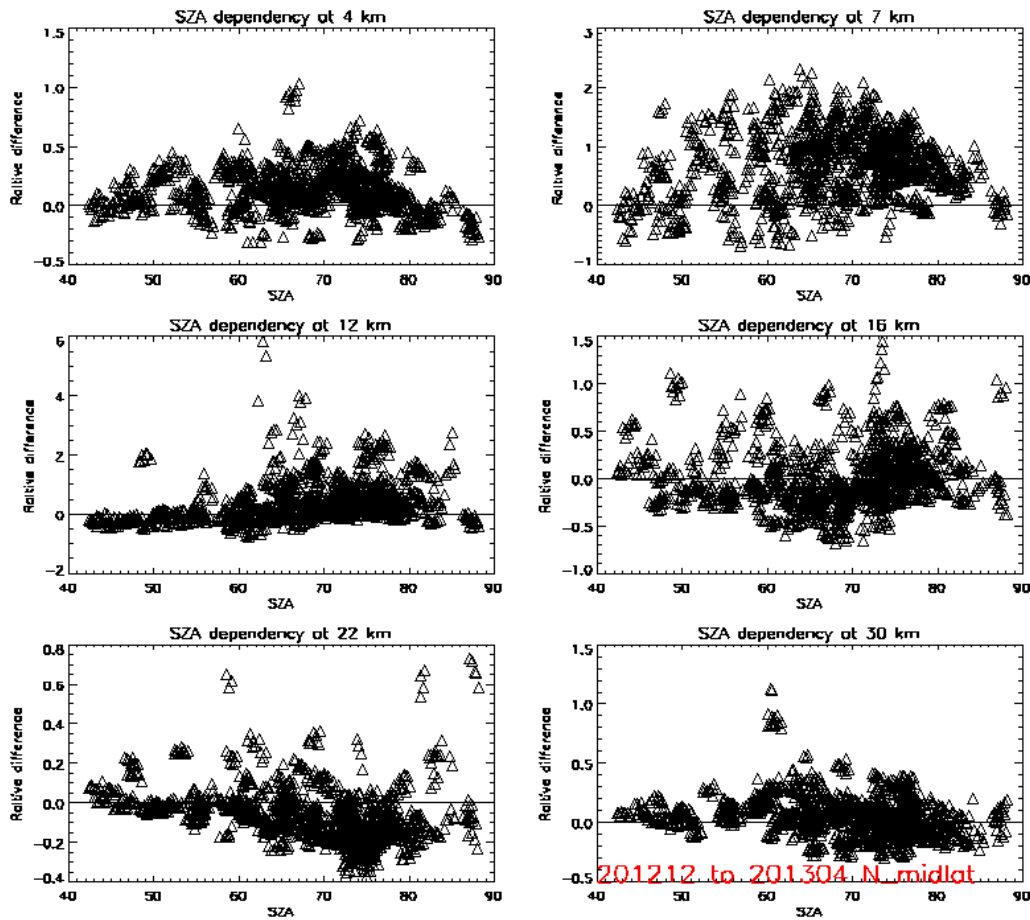 SZA dependency at 4 km
1.5
1.0
0.5
0.0
-0.5
Raltive difference
40 50 60 70 80 90
SZA
SZA dependency at 7 km
3
2
1
0
-1
Raltive difference
40 50 60 70 80 90
SZA
SZA dependency at 12 km
6
4
2
0
-2
Raltive difference
40 50 60 70 80 90
SZA
SZA dependency at 16 km
1.5
1.0
0.5
0.0
-0.5
-1.0
Raltive difference
40 50 60 70 80 90
SZA
SZA dependency at 22 km
0.8
0.6
0.4
0.2
0.0
-0.2
-0.4
Raltive difference
40 50 60 70 80 90
SZA
SZA dependency at 30 km
1.5
1.0
0.5
0.0
-0.5
Raltive difference
40 50 60 70 80 90
SZA
201212 to 201304 N_midlat